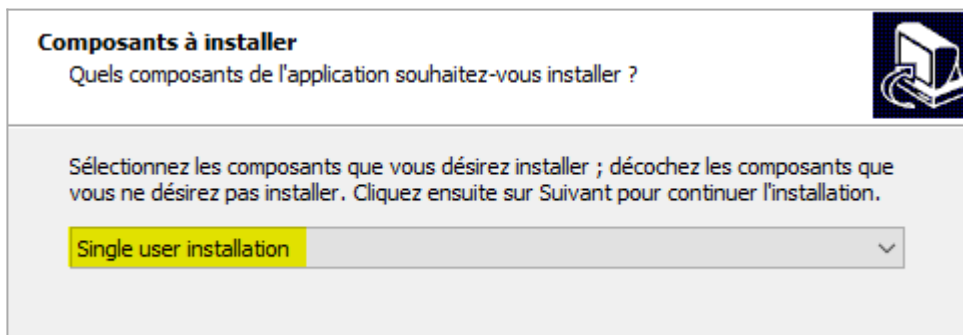 Composants à installer
Quels composants de l'application souhaitez-vous installer ?
Sélectionnez les composants que vous désirez installer ; décochez les composants que
vous ne désirez pas installer. Cliquez ensuite sur Suivant pour continuer l'installation.
Single user installation